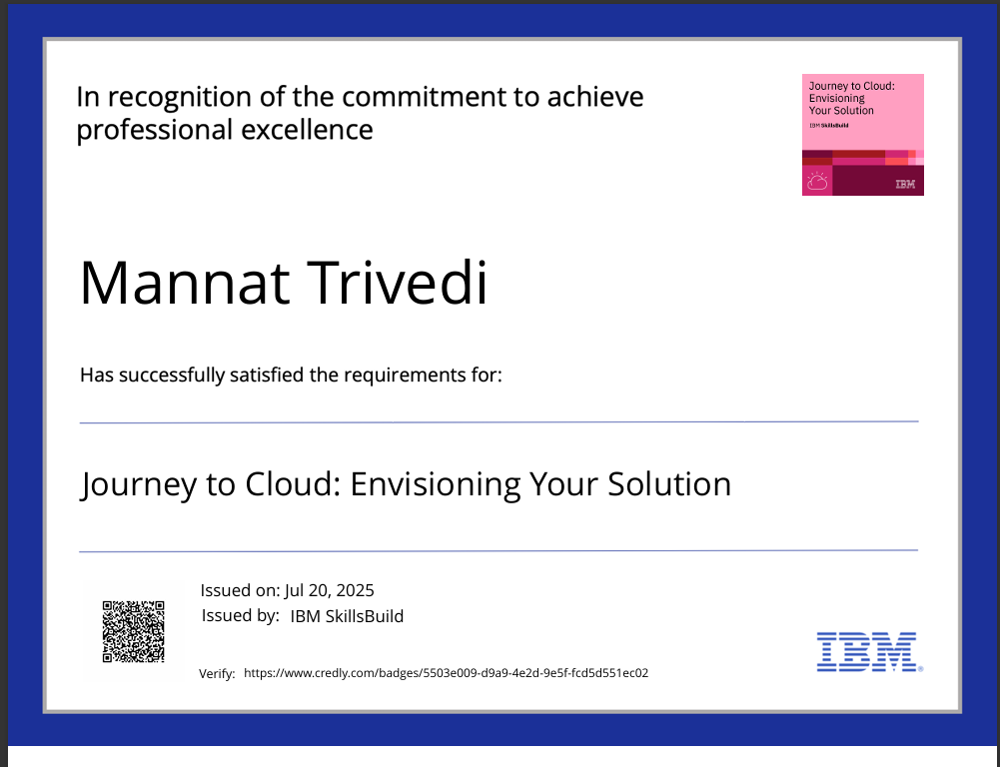 In recognition of the commitment to achieve
professional excellence
Journey to Cloud:
Envisioning
Your Solution
IBM SkillsBuild
IBM
Mannat Trivedi
Has successfully satisfied the requirements for:
Journey to Cloud: Envisioning Your Solution
Issued on: Jul 20, 2025
Issued by: IBM SkillsBuild
Verify: https://www.credly.com/badges/5503e009-d9a9-4e2d-9e5f-fcd5d551ec02
IBM®